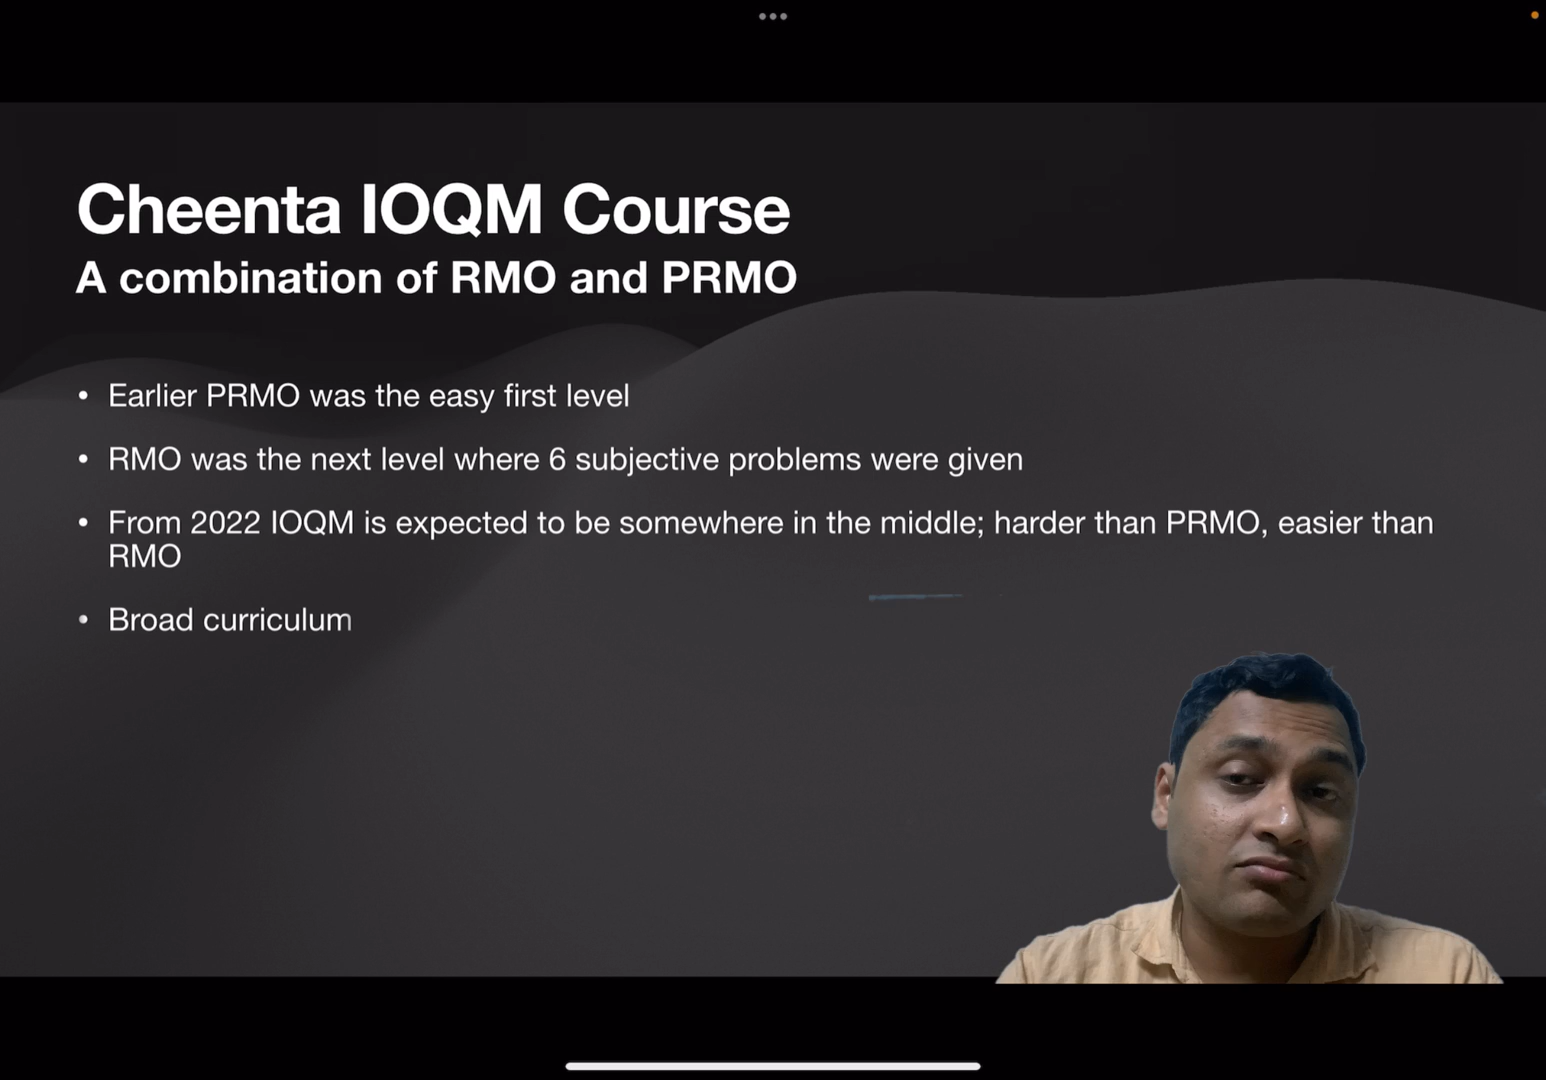 Cheenta IOQM Course
A combination of RMO and PRMO
• Earlier PRMO was the easy first level
• RMO was the next level where 6 subjective problems were given
• From 2022 IOQM is expected to be somewhere in the middle; harder than PRMO, easier than
RMO
• Broad curriculum